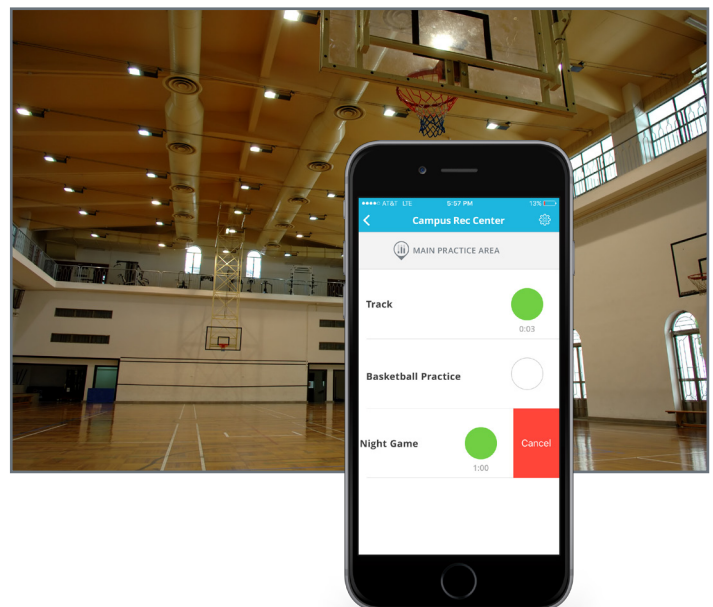 AT&T LTE 5:57 PM 13%
Campus Rec Center
MAIN PRACTICE AREA
Track
0:03
Basketball Practice
Night Game
Cancel
1:00